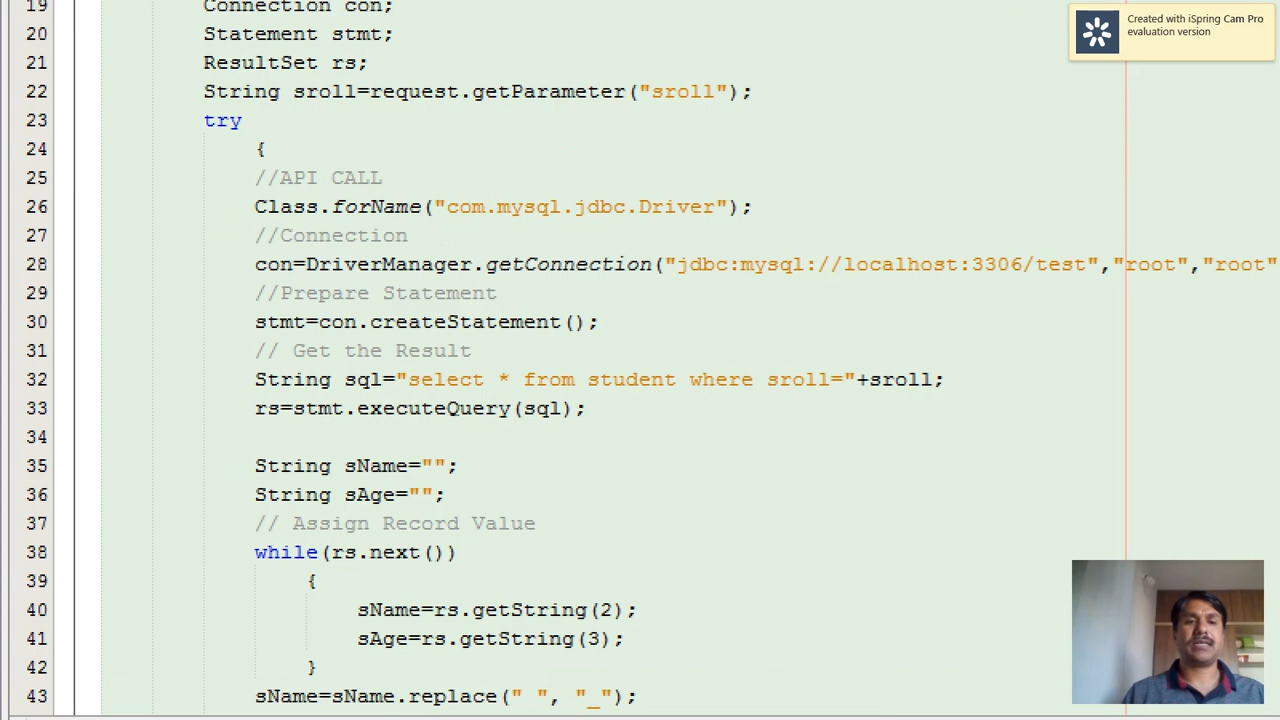 19 Connection con;
20 Statement stmt;
21 ResultSet rs;
22 String sroll=request.getParameter("sroll");
23 try
24 {
25 //API CALL
26 Class.forName("com.mysql.jdbc.Driver");
27 //Connection
28 con=DriverManager.getConnection("jdbc:mysql://localhost:3306/test","root","root"
29 //Prepare Statement
30 stmt=con.createStatement();
31 // Get the Result
32 String sql="select * from student where sroll="+sroll;
33 rs=stmt.executeQuery(sql);
34
35 String sName="";
36 String sAge="";
37 // Assign Record Value
38 while(rs.next())
39 {
40 sName=rs.getString(2);
41 sAge=rs.getString(3);
42 }
43 sName=sName.replace(" ", "_");
Created with iSpring Cam Pro
evaluation version